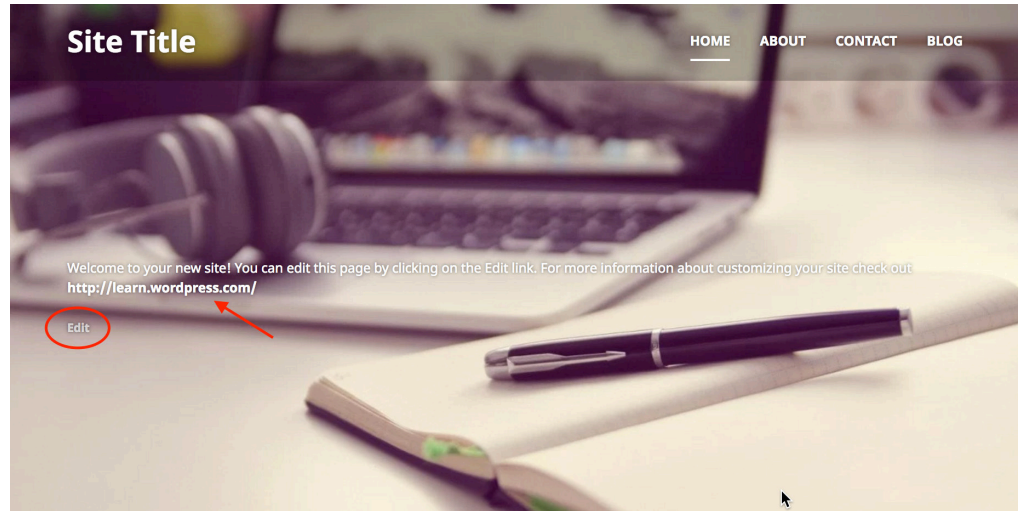 Site Title
HOME ABOUT CONTACT BLOG
Welcome to your new site! You can edit this page by clicking on the Edit link. For more information about customizing your site check out
http://learn.wordpress.com/
Edit